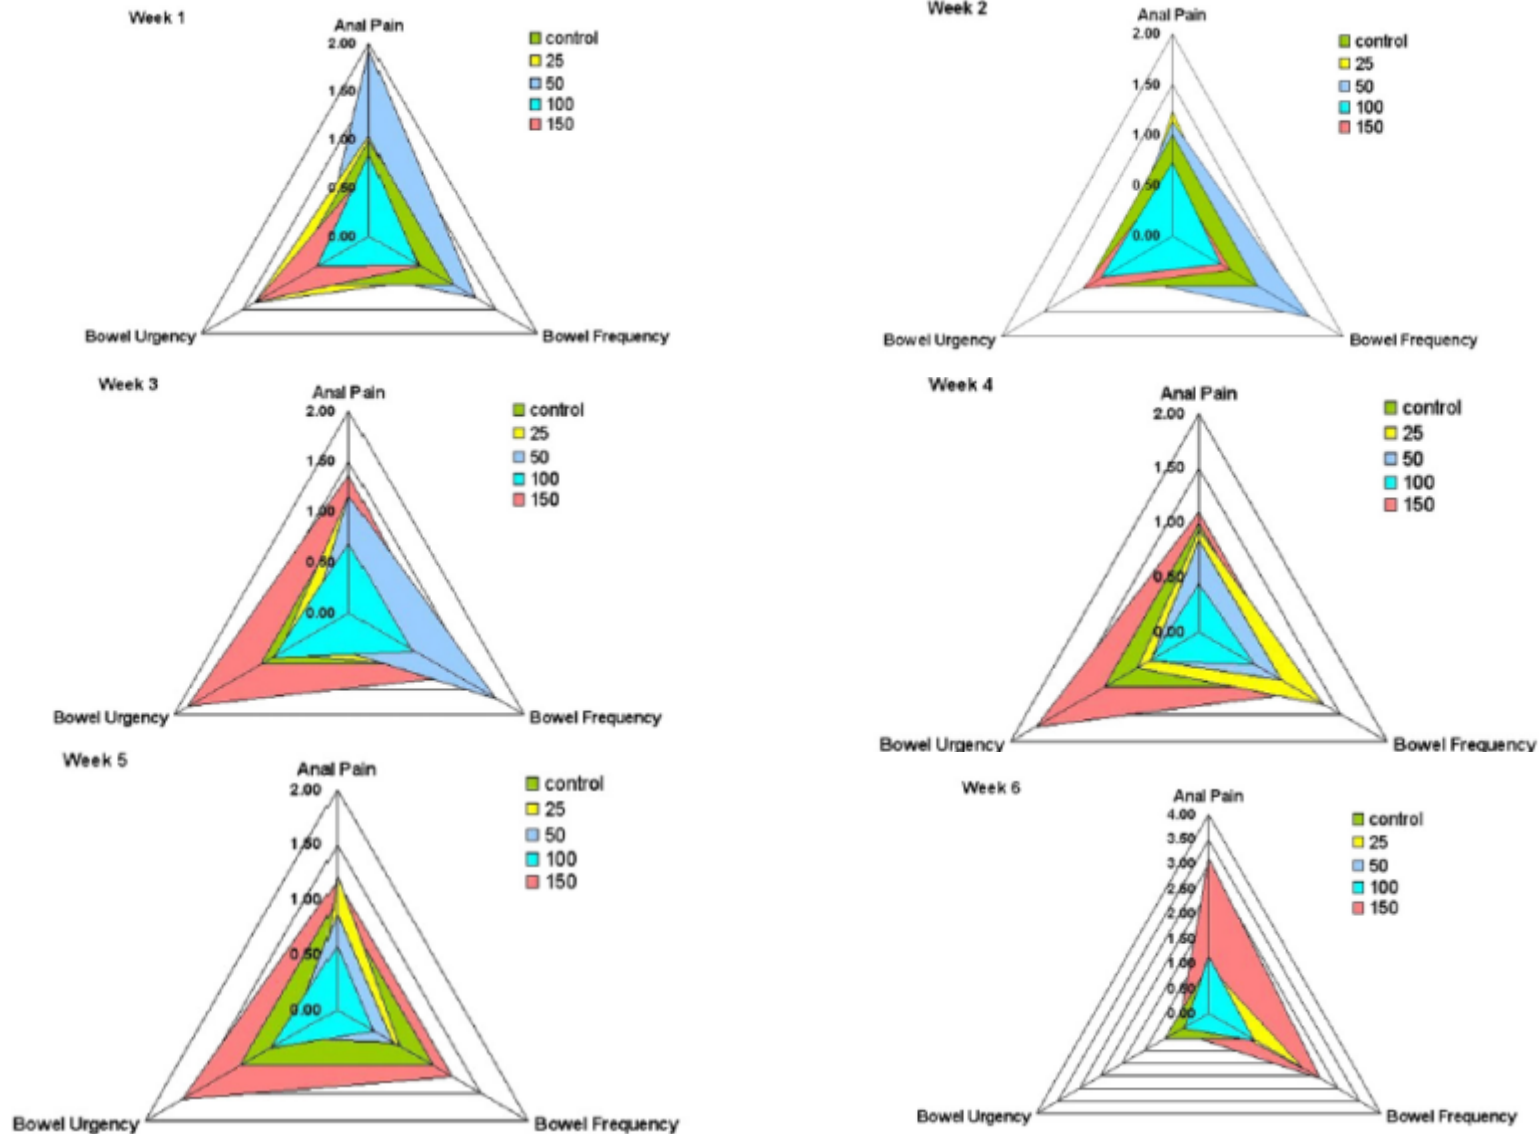 Week 1
Anal Pain
2.00
1.50
1.00
0.50
0.00
Bowel Urgency
Bowel Frequency
control
25
50
100
150
Week 2
Anal Pain
2.00
1.50
1.00
0.50
0.00
Bowel Urgency
Bowel Frequency
control
25
50
100
150
Week 3
Anal Pain
2.00
1.50
1.00
0.50
0.00
Bowel Urgency
Bowel Frequency
control
25
50
100
150
Week 4
Anal Pain
2.00
1.50
1.00
0.50
0.00
Bowel Urgency
Bowel Frequency
control
25
50
100
150
Week 5
Anal Pain
2.00
1.50
1.00
0.50
0.00
Bowel Urgency
Bowel Frequency
control
25
50
100
150
Week 6
Anal Pain
4.00
3.50
3.00
2.50
2.00
1.50
1.00
0.50
0.00
Bowel Urgency
Bowel Frequency
control
25
50
100
150